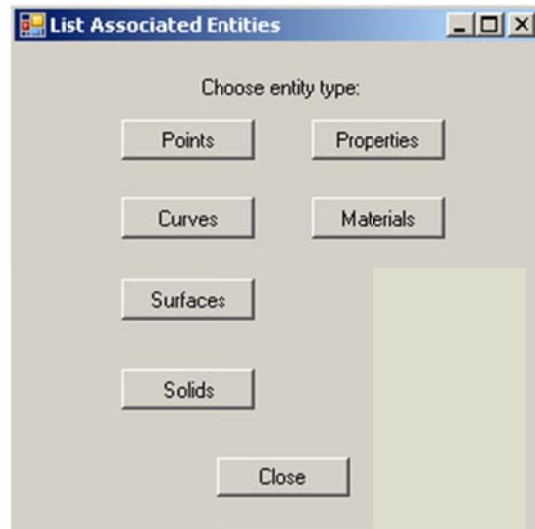 List Associated Entities
Choose entity type:
Points
Properties
Curves
Materials
Surfaces
Solids
Close